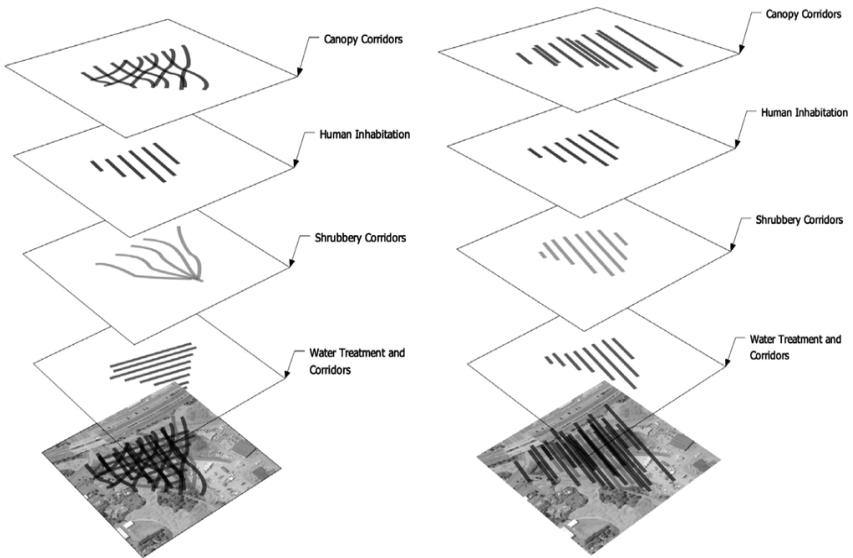 Canopy Corridors
Human Inhabitation
Shrubbery Corridors
Water Treatment and
Corridors
Canopy Corridors
Human Inhabitation
Shrubbery Corridors
Water Treatment and
Corridors